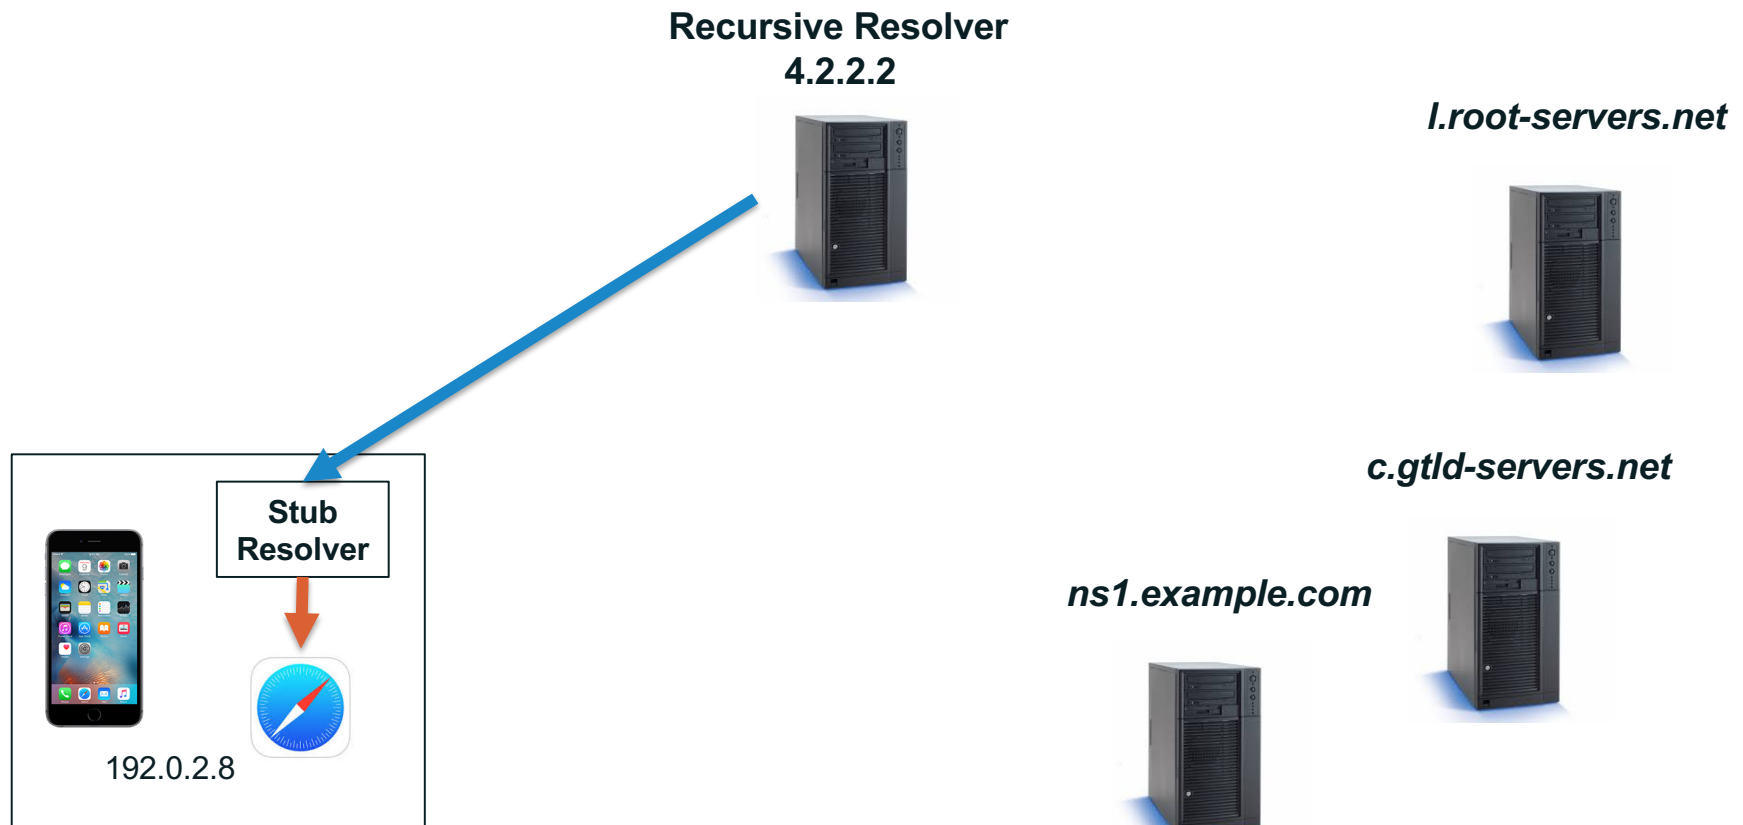 Recursive Resolver
4.2.2.2
l.root-servers.net
c.gtld-servers.net
Stub
Resolver
ns1.example.com
192.0.2.8